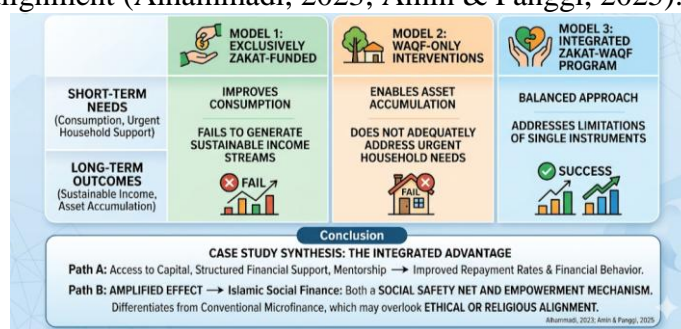 alignment (Alhammadi, 2023; Amin & Panggi, 2025).
MODEL 1:
EXCLUSIVELY
ZAKAT-FUNDED
MODEL 2:
WAQF-ONLY
INTERVENTIONS
MODEL 3:
INTEGRATED
ZAKAT-WAQF
PROGRAM
SHORT-TERM
NEEDS
(Consumption, Urgent
Household Support)
IMPROVES
CONSUMPTION
FAILS TO GENERATE
SUSTAINABLE INCOME
STREAMS
ENABLES ASSET
ACCUMULATION
DOES NOT ADEQUATELY
ADDRESS URGENT
HOUSEHOLD NEEDS
BALANCED APPROACH
ADDRESSES LIMITATIONS
OF SINGLE INSTRUMENTS
LONG-TERM
OUTCOMES
(Sustainable Income,
Asset Accumulation)
FAIL
FAIL
SUCCESS
Conclusion
CASE STUDY SYNTHESIS: THE INTEGRATED ADVANTAGE
Path A: Access to Capital, Structured Financial Support, Mentorship → Improved Repayment Rates & Financial Behavior.
Path B: AMPLIFIED EFFECT → Islamic Social Finance: Both a SOCIAL SAFETY NET AND EMPOWERMENT MECHANISM.
Differentiates from Conventional Microfinance, which may overlook ETHICAL OR RELIGIOUS ALIGNMENT.
Alhammadi, 2023; Amin & Panggi, 2025